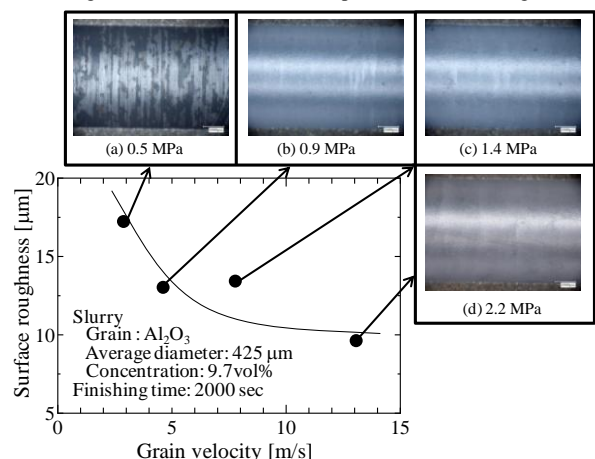 (a) 0.5 MPa
(b) 0.9 MPa
(c) 1.4 MPa
(d) 2.2 MPa
20
15
10
5
Surface roughness [μm]
Slurry
Grain : Al₂O₃
Average diameter: 425 μm
Concentration: 9.7vol%
Finishing time: 2000 sec
0
5
10
15
Grain velocity [m/s]